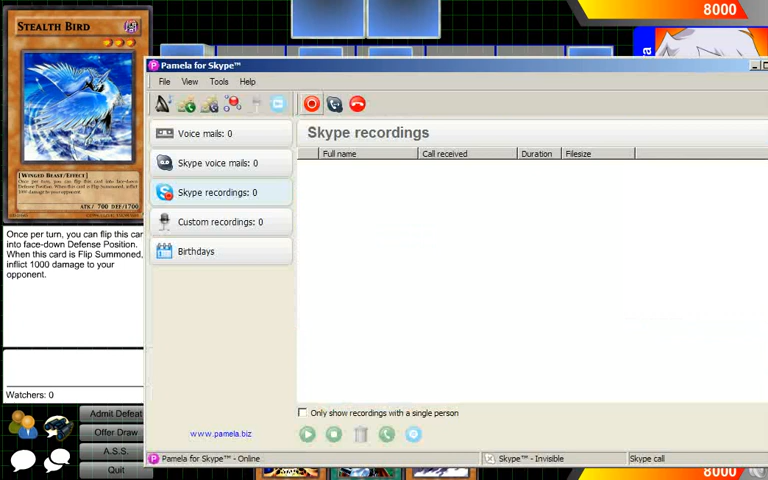 8000
STEALTH BIRD
[WINGED BEAST/EFFECT]
Once per turn, you can flip this card into face-down
Defense Position. When this card is Flip Summoned, inflict
1000 damage to your opponent.
ATK/ 700 DEF/1700
Once per turn, you can flip this car
into face-down Defense Position.
When this card is Flip Summoned,
inflict 1000 damage to your
opponent.
Watchers: 0
Admit Defeat
Offer Draw
A.S.S.
Quit
Pamela for Skype™
File View Tools Help
Voice mails: 0
Skype voice mails: 0
Skype recordings: 0
Custom recordings: 0
Birthdays
www.pamela.biz
Skype recordings
Full name Call received Duration Filesize
Only show recordings with a single person
Pamela for Skype™ - Online
Skype™ - Invisible
Skype call
8000